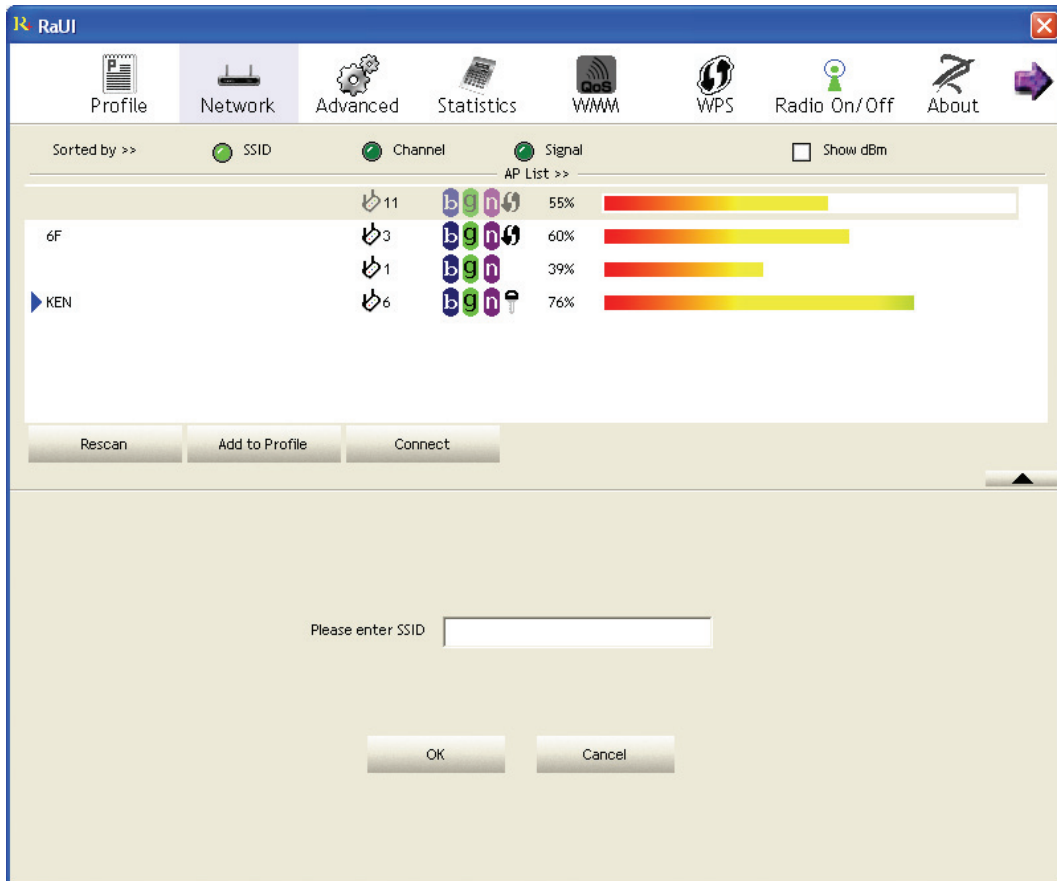 RaUI
Profile Network Advanced Statistics WMM WPS Radio On/Off About
Sorted by >> SSID Channel Signal Show dBm
AP List >>
11 b g n 55%
6F 3 b g n 60%
1 b g n 39%
KEN 6 b g n 76%
Rescan Add to Profile Connect
Please enter SSID
OK Cancel